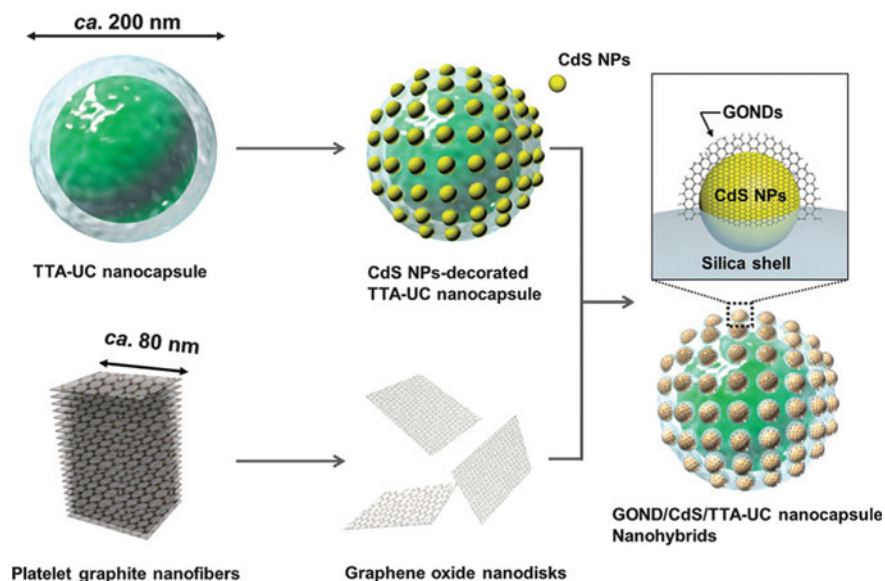 ca. 200 nm
CdS NPs
GONDs
CdS NPs
Silica shell
TTA-UC nanocapsule
CdS NPs-decorated
TTA-UC nanocapsule
ca. 80 nm
GOND/CdS/TTA-UC nanocapsule
Nanohybrids
Platelet graphite nanofibers
Graphene oxide nanodisks